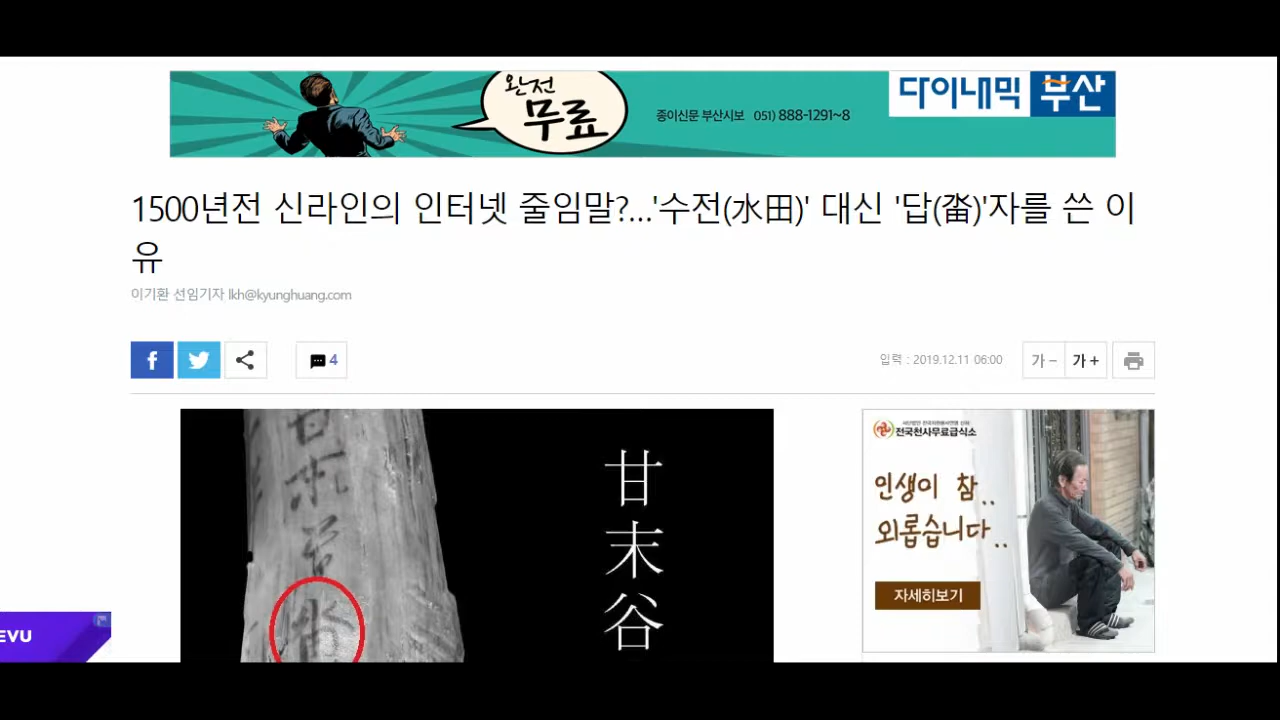 완전
무료
종이신문 부산시보 051) 888-1291~8
다이내믹 부산
1500년전 신라인의 인터넷 줄임말?...'수전(水田)' 대신 '답(畓)'자를 쓴 이
유
이기환 선임기자 lkh@kyunghuang.com
f
4
입력 : 2019.12.11 06:00
가 -
가 +
甘
末
谷
전국천사무료급식소
인생이 참..
외롭습니다..
자세히보기
EVU